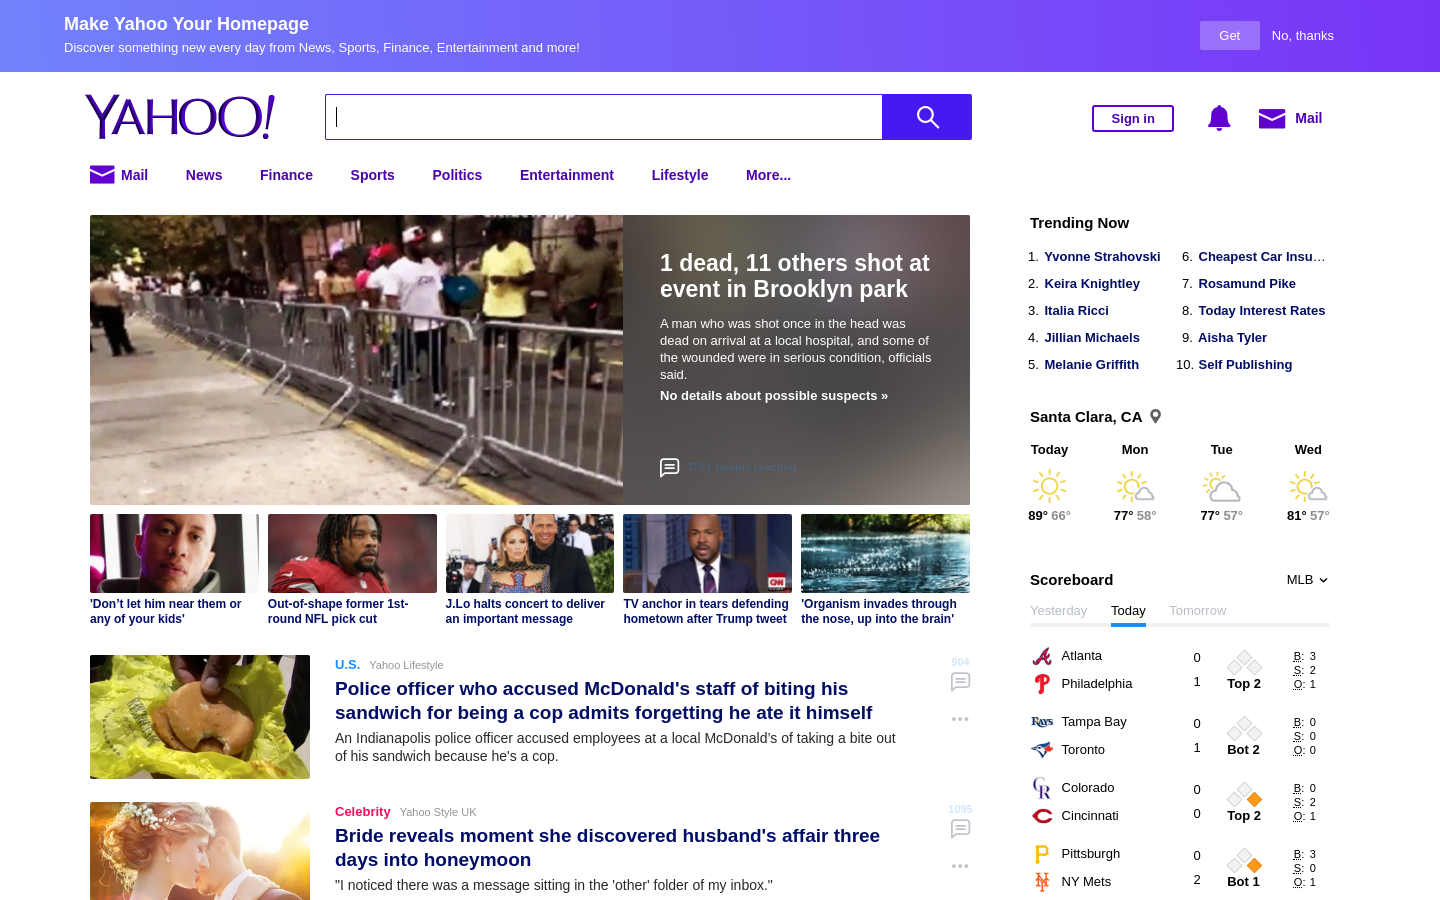 Make Yahoo Your Homepage
Discover something new every day from News, Sports, Finance, Entertainment and more!
Get
No, thanks
YAHOO!
Sign in
Mail
Mail
News
Finance
Sports
Politics
Entertainment
Lifestyle
More...
1 dead, 11 others shot at
event in Brooklyn park
A man who was shot once in the head was
dead on arrival at a local hospital, and some of
the wounded were in serious condition, officials
said.
No details about possible suspects »
3701 people reacting
CNN
'Don't let him near them or
any of your kids'
Out-of-shape former 1st-
round NFL pick cut
J.Lo halts concert to deliver
an important message
TV anchor in tears defending
hometown after Trump tweet
'Organism invades through
the nose, up into the brain'
U.S. Yahoo Lifestyle
904
Police officer who accused McDonald's staff of biting his
sandwich for being a cop admits forgetting he ate it himself
An Indianapolis police officer accused employees at a local McDonald's of taking a bite out
of his sandwich because he's a cop.
Celebrity Yahoo Style UK
1095
Bride reveals moment she discovered husband's affair three
days into honeymoon
"I noticed there was a message sitting in the 'other' folder of my inbox."
Trending Now
1. Yvonne Strahovski
2. Keira Knightley
3. Italia Ricci
4. Jillian Michaels
5. Melanie Griffith
6. Cheapest Car Insu...
7. Rosamund Pike
8. Today Interest Rates
9. Aisha Tyler
10. Self Publishing
Santa Clara, CA
Today Mon Tue Wed
89° 66° 77° 58° 77° 57° 81° 57°
Scoreboard
MLB
Yesterday Today Tomorrow
Atlanta 0
Philadelphia 1
Top 2
B: 3
S: 2
O: 1
RAYS
Tampa Bay 0
Toronto 1
Bot 2
B: 0
S: 0
O: 0
Colorado 0
Cincinnati 0
Top 2
B: 0
S: 2
O: 1
Pittsburgh 0
NY Mets 2
Bot 1
B: 3
S: 0
O: 1